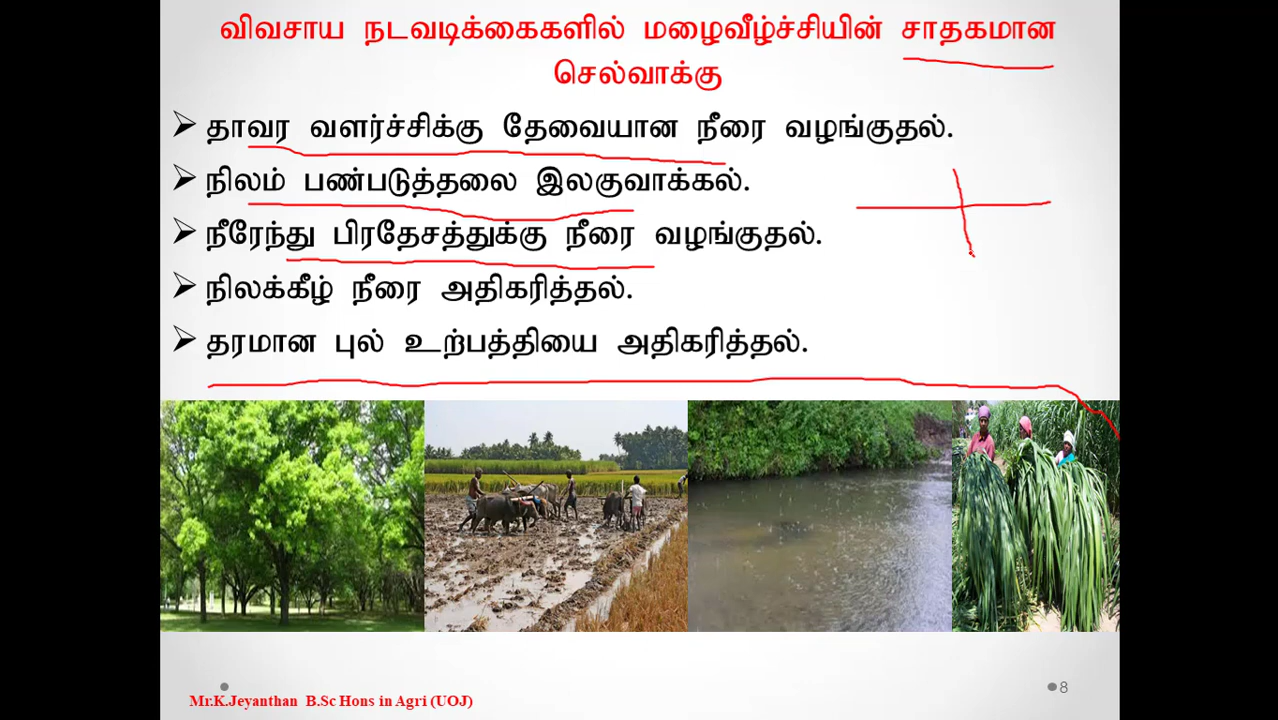 விவசாய நடவடிக்கைகளில் மழைவீழ்ச்சியின் சாதகமான
செல்வாக்கு
தாவர வளர்ச்சிக்கு தேவையான நீரை வழங்குதல்.
நிலம் பண்படுத்தலை இலகுவாக்கல்.
நீரேந்து பிரதேசத்துக்கு நீரை வழங்குதல்.
நிலக்கீழ் நீரை அதிகரித்தல்.
தரமான புல் உற்பத்தியை அதிகரித்தல்.
Mr.K.Jeyanthan B.Sc Hons in Agri (UOJ)
8